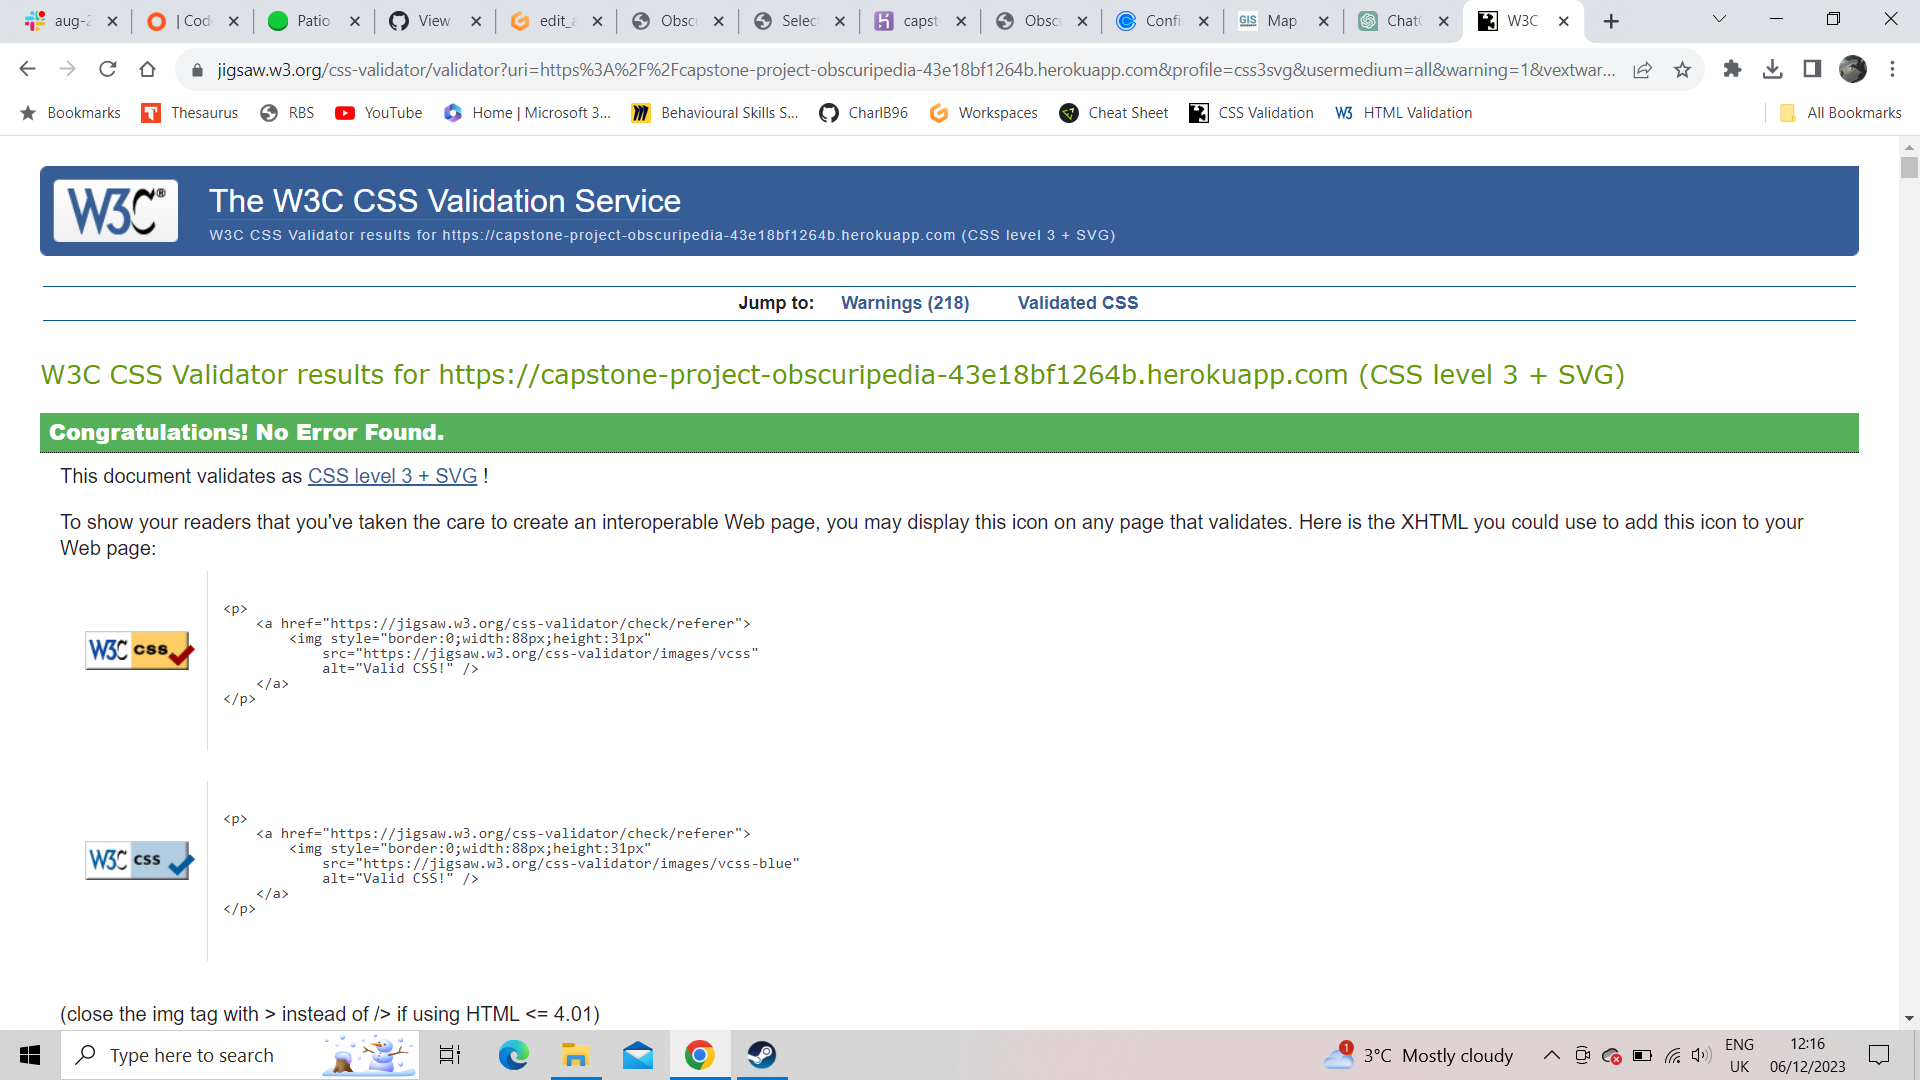 aug-2
| Cod
Patio
View
edit_a
Obscu
Selec
capst
Obscu
Confi
GIS Map
Chat
W3C
jigsaw.w3.org/css-validator/validator?uri=https%3A%2F%2Fcapstone-project-obscuripedia-43e18bf1264b.herokuapp.com&profile=css3svg&usermedium=all&warning=1&vextwar...
Bookmarks
Thesaurus
RBS
YouTube
Home | Microsoft 3...
Behavioural Skills S...
CharlB96
Workspaces
Cheat Sheet
CSS Validation
W3 HTML Validation
All Bookmarks
W3C®
The W3C CSS Validation Service
W3C CSS Validator results for https://capstone-project-obscuripedia-43e18bf1264b.herokuapp.com (CSS level 3 + SVG)
Jump to: Warnings (218) Validated CSS
W3C CSS Validator results for https://capstone-project-obscuripedia-43e18bf1264b.herokuapp.com (CSS level 3 + SVG)
Congratulations! No Error Found.
This document validates as CSS level 3 + SVG !
To show your readers that you've taken the care to create an interoperable Web page, you may display this icon on any page that validates. Here is the XHTML you could use to add this icon to your
Web page:
W3C css
<p>
<a href="https://jigsaw.w3.org/css-validator/check/referer">
<img style="border:0;width:88px;height:31px"
src="https://jigsaw.w3.org/css-validator/images/vcss"
alt="Valid CSS!" />
</a>
</p>
W3C css
<p>
<a href="https://jigsaw.w3.org/css-validator/check/referer">
<img style="border:0;width:88px;height:31px"
src="https://jigsaw.w3.org/css-validator/images/vcss-blue"
alt="Valid CSS!" />
</a>
</p>
(close the img tag with > instead of /> if using HTML <= 4.01)
Type here to search
1
3°C Mostly cloudy
ENG
UK
12:16
06/12/2023